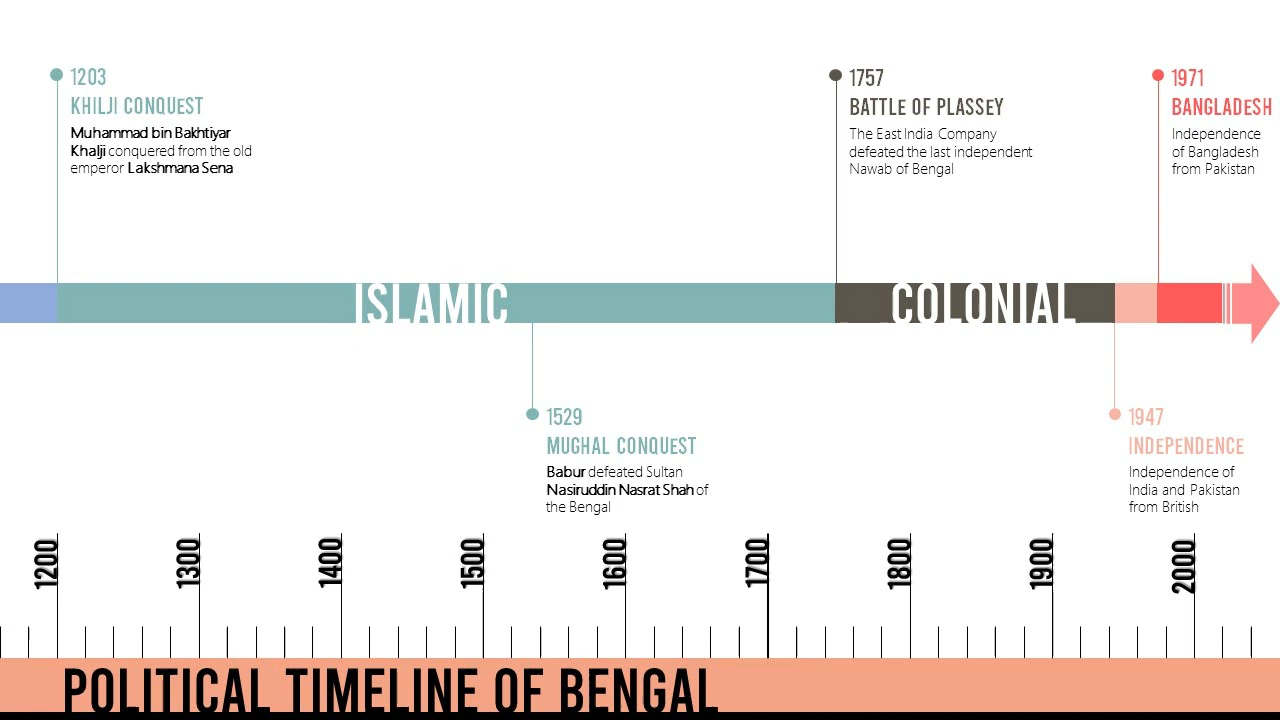 1203
KHILJI CONQUEST
Muhammad bin Bakhtiyar
Khalji conquered from the old
emperor Lakshmana Sena
1757
BATTLE OF PLASSEY
The East India Company
defeated the last independent
Nawab of Bengal
1971
BANGLADESH
Independence
of Bangladesh
from Pakistan
ISLAMIC
COLONIAL
1529
MUGHAL CONQUEST
Babur defeated Sultan
Nasiruddin Nasrat Shah of
the Bengal
1947
INDEPENDENCE
Independence of
India and Pakistan
from British
1200
1300
1400
1500
1600
1700
1800
1900
2000
POLITICAL TIMELINE OF BENGAL